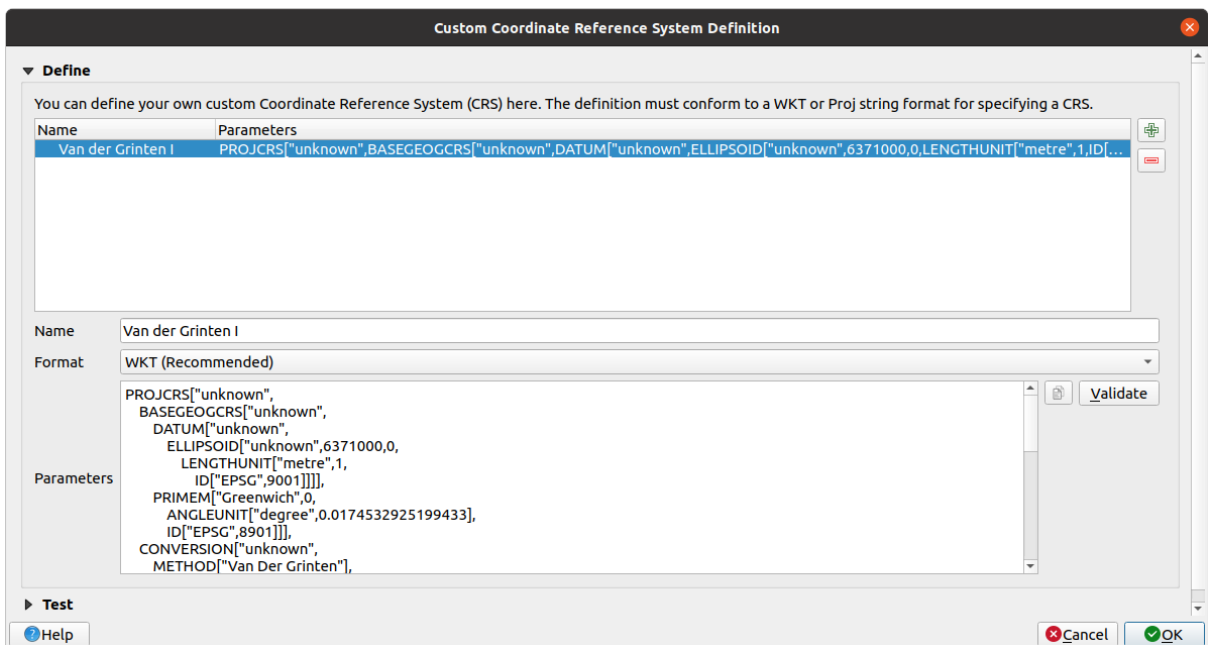 Custom Coordinate Reference System Definition
Define
You can define your own custom Coordinate Reference System (CRS) here. The definition must conform to a WKT or Proj string format for specifying a CRS.
Name Parameters
Van der Grinten I PROJCRS["unknown",BASEGEOGCRS["unknown",DATUM["unknown",ELLIPSOID["unknown",6371000,0,LENGTHUNIT["metre",1,ID[…
Name Van der Grinten I
Format WKT (Recommended)
PROJCRS["unknown", Validate
BASEGEOGCRS["unknown",
DATUM["unknown",
ELLIPSOID["unknown",6371000,0,
LENGTHUNIT["metre",1,
ID["EPSG",9001]]]],
Parameters PRIMEM["Greenwich",0,
ANGLEUNIT["degree",0.0174532925199433],
ID["EPSG",8901]]],
CONVERSION["unknown",
METHOD["Van Der Grinten"],
Test
Help Cancel OK